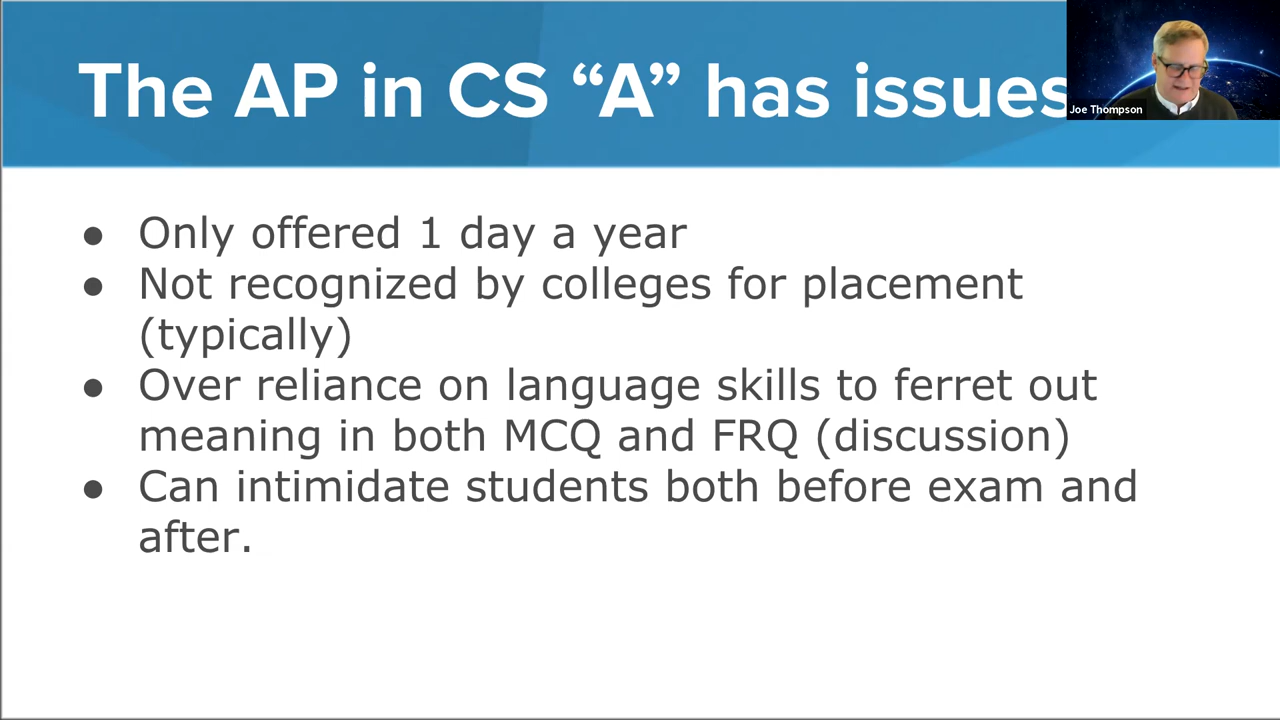 The AP in CS “A” has issues
Joe Thompson
● Only offered 1 day a year
● Not recognized by colleges for placement
(typically)
● Over reliance on language skills to ferret out
meaning in both MCQ and FRQ (discussion)
● Can intimidate students both before exam and
after.